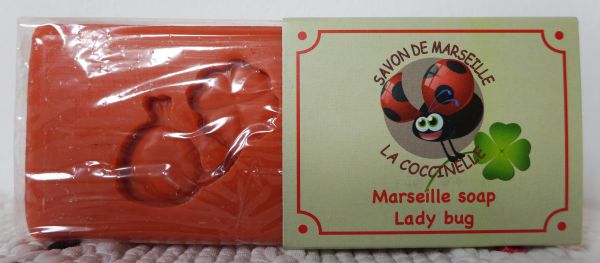 SAVON DE MARSEILLE
LA COCCINELLE
Marseille soap
Lady bug